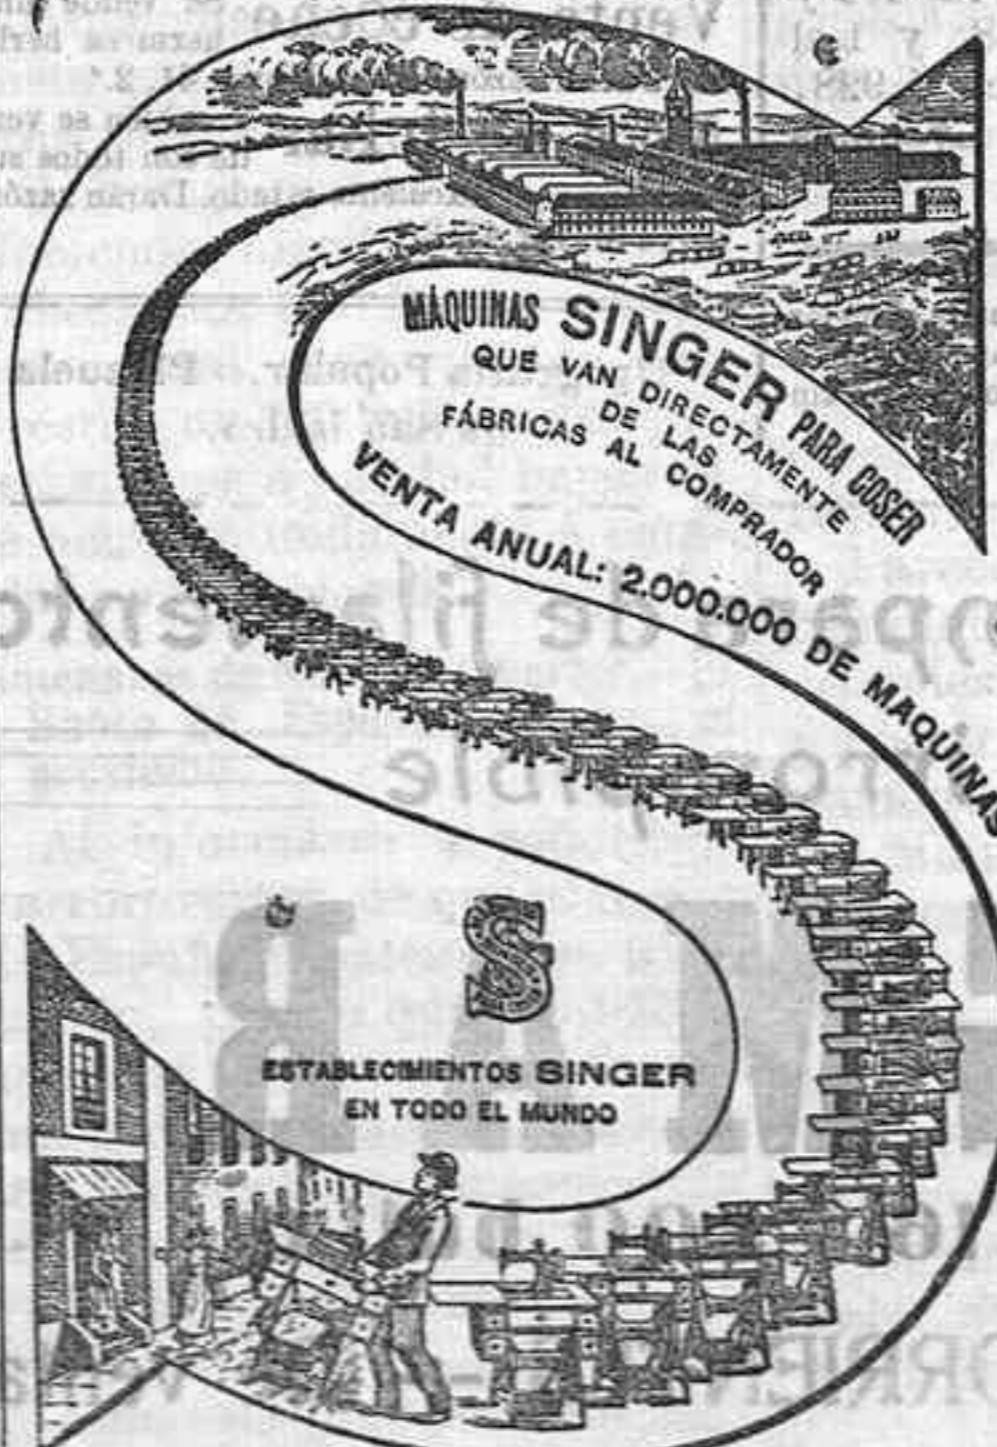 MÁQUINAS SINGER PARA COSER
QUE VAN DIRECTAMENTE
DE LAS
FÁBRICAS AL COMPRADOR
VENTA ANUAL: 2.000.000 DE MAQUINAS
S
ESTABLECIMIENTOS SINGER
EN TODO EL MUNDO